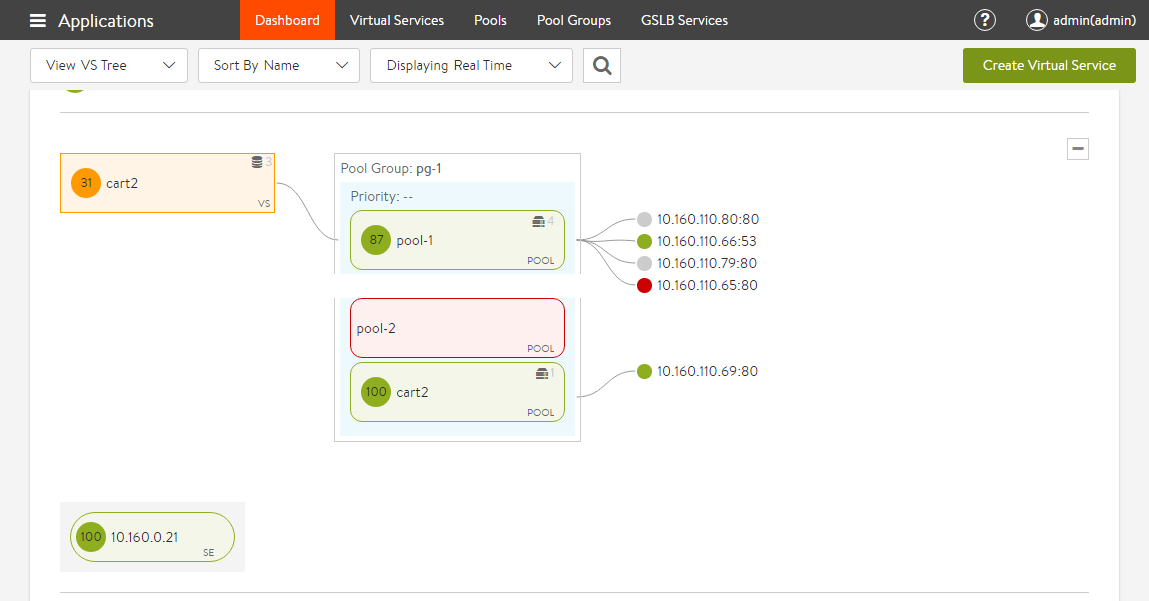 Applications
Dashboard
Virtual Services
Pools
Pool Groups
GSLB Services
?
admin(admin)
View VS Tree
Sort By Name
Displaying Real Time
Create Virtual Service
3
31 cart2
VS
Pool Group: pg-1
Priority: --
4
87 pool-1
POOL
10.160.110.80:80
10.160.110.66:53
10.160.110.79:80
10.160.110.65:80
pool-2
POOL
1
100 cart2
POOL
10.160.110.69:80
100 10.160.0.21
SE